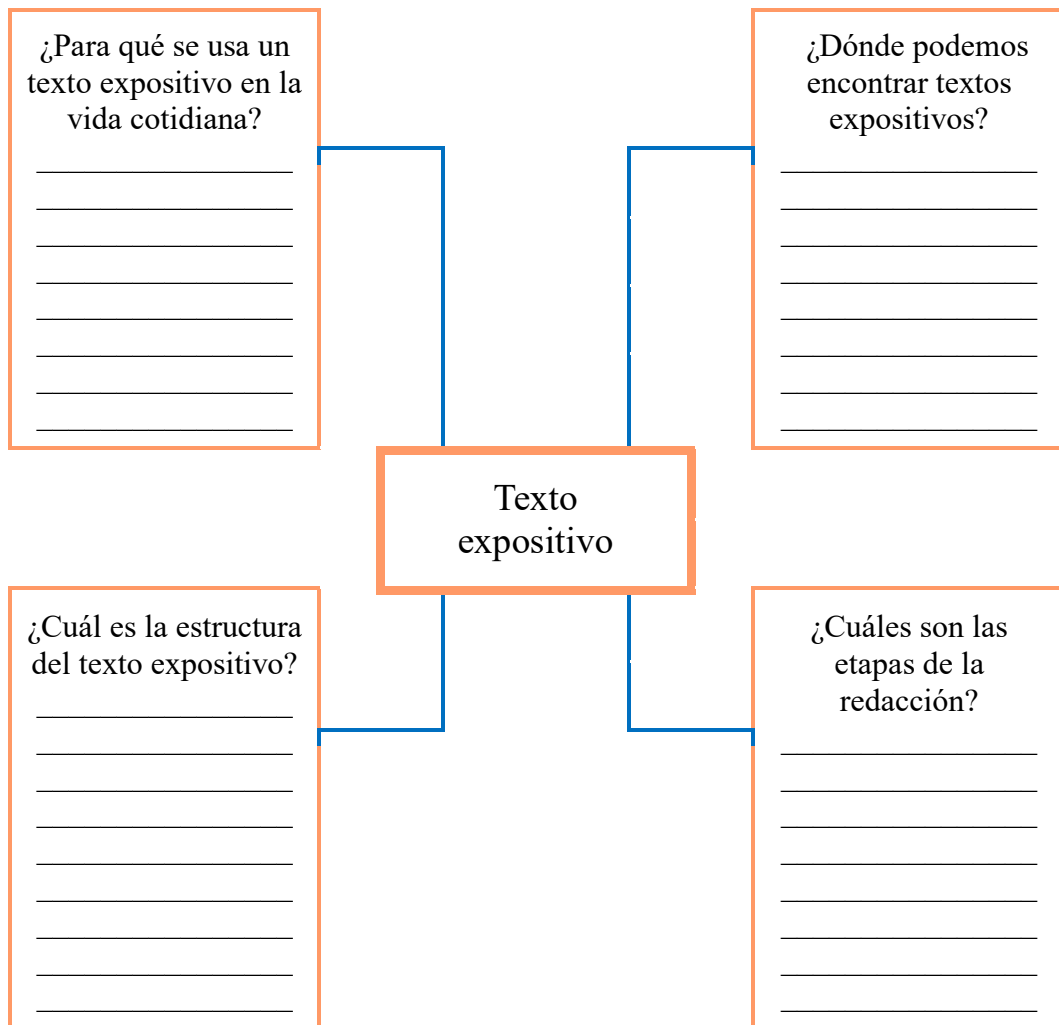 ¿Para qué se usa un
texto expositivo en la
vida cotidiana?
¿Dónde podemos
encontrar textos
expositivos?
Texto
expositivo
¿Cuál es la estructura
del texto expositivo?
¿Cuáles son las
etapas de la
redacción?